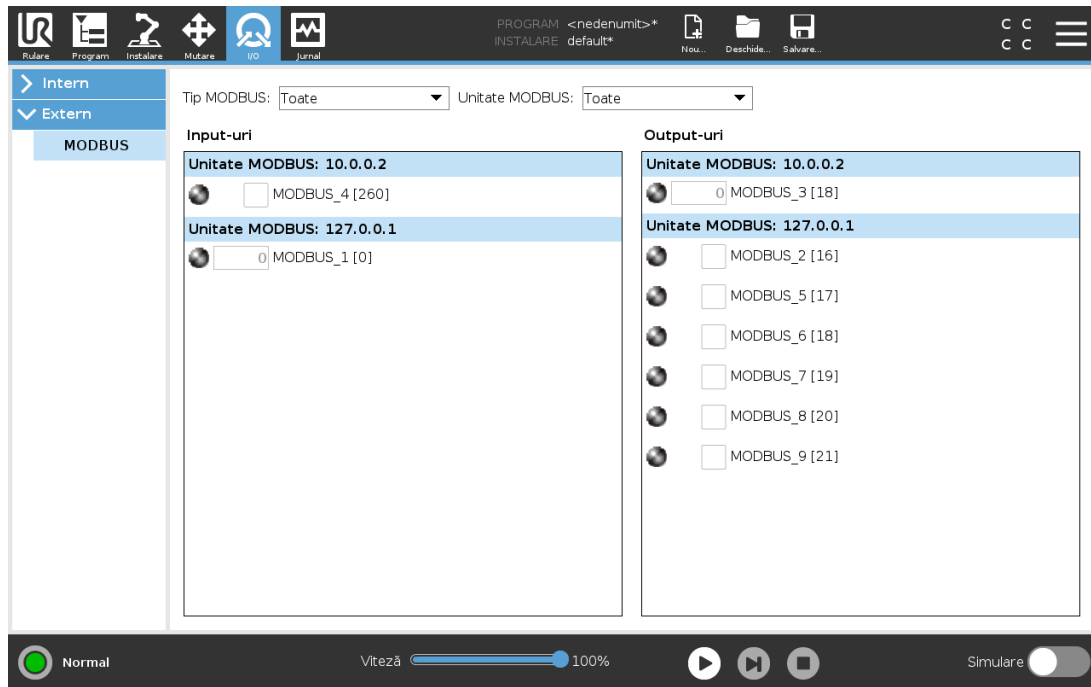 PROGRAM <nedenumit>*
INSTALARE default*
C C
C C
Rulare Program Instalare Mutare I/O Jurnal Nou... Deschide... Salvare...
Intern
Extern
MODBUS
Tip MODBUS: Toate Unitate MODBUS: Toate
Input-uri
Unitate MODBUS: 10.0.0.2
MODBUS_4 [260]
Unitate MODBUS: 127.0.0.1
0 MODBUS_1 [0]
Output-uri
Unitate MODBUS: 10.0.0.2
0 MODBUS_3 [18]
Unitate MODBUS: 127.0.0.1
MODBUS_2 [16]
MODBUS_5 [17]
MODBUS_6 [18]
MODBUS_7 [19]
MODBUS_8 [20]
MODBUS_9 [21]
Normal Viteză 100% Simulare